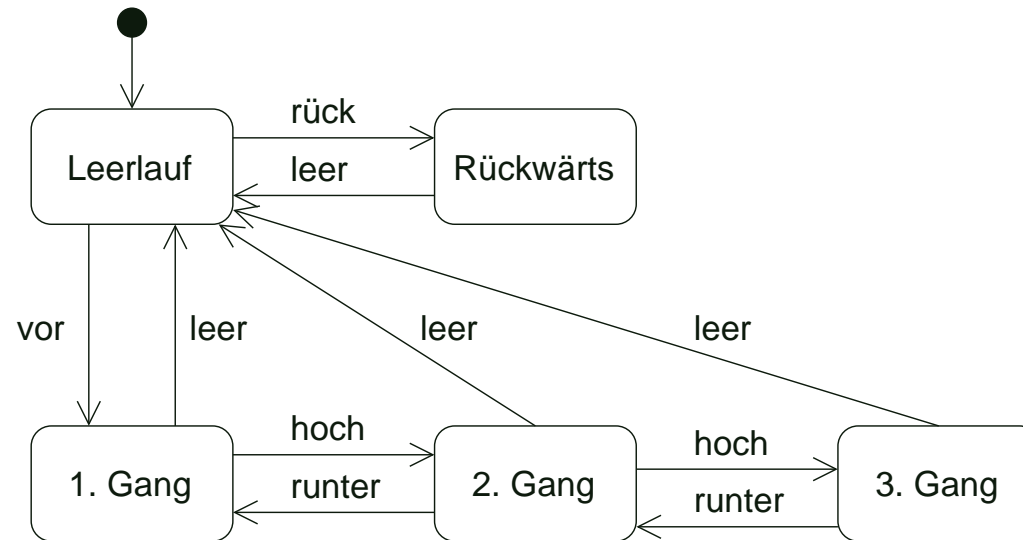 rück
Leerlauf
leer
Rückwärts
vor
leer
leer
leer
hoch
hoch
1. Gang
runter
2. Gang
runter
3. Gang